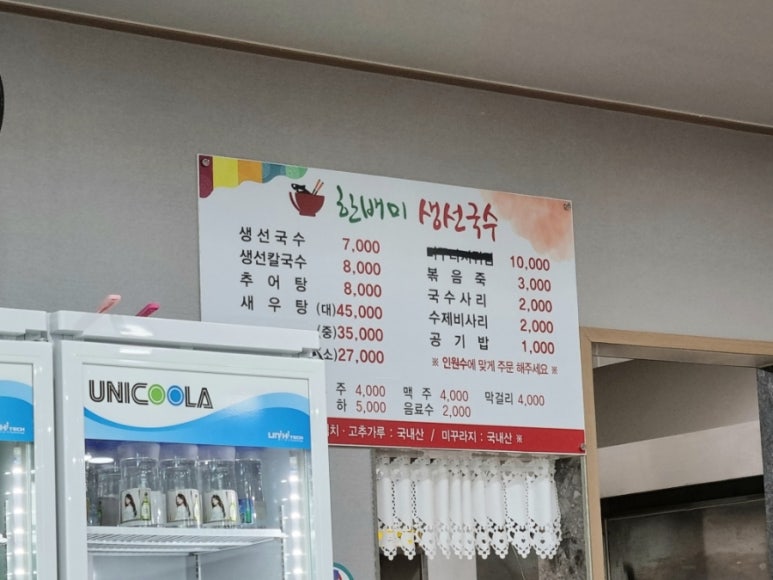 한배미 생선국수
생선국수 7,000
생선칼국수 8,000
추어탕 8,000
새우탕 (대)45,000
(중)35,000
(소)27,000
10,000
볶음죽 3,000
국수사리 2,000
수제비사리 2,000
공기밥 1,000
※ 인원수에 맞게 주문 해주세요 ※
주 4,000 맥주 4,000 막걸리 4,000
하 5,000 음료수 2,000
치 · 고추가루 : 국내산 / 미꾸라지 : 국내산 ※
UNICOOLA